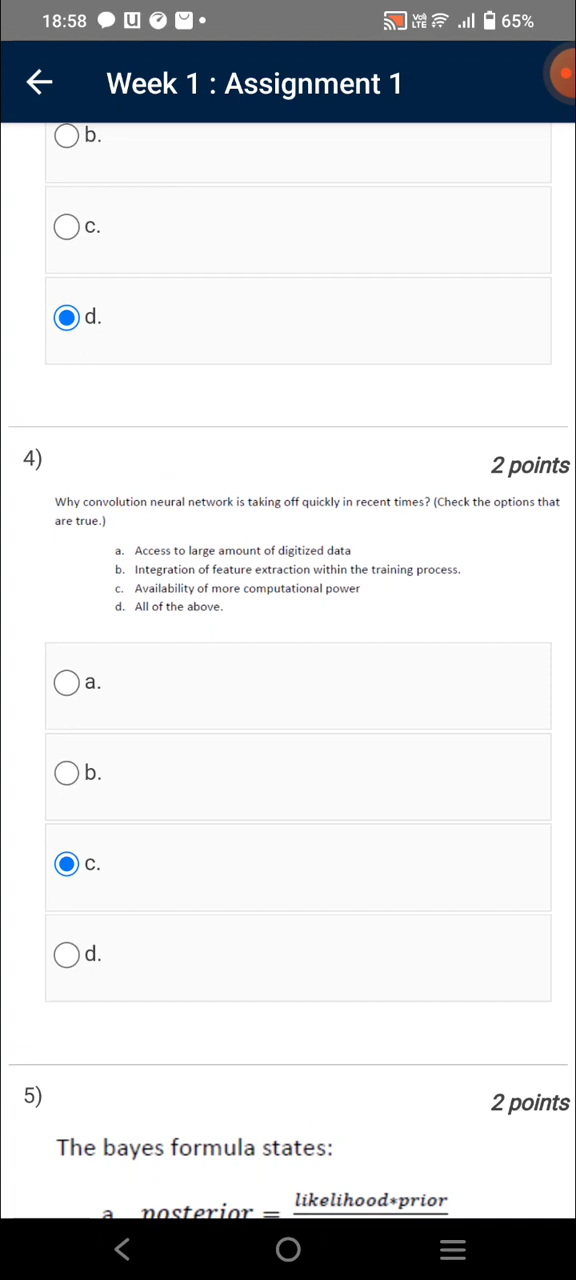 18:58 U Vo) LTE 65%
Week 1 : Assignment 1
b.
c.
d.
4)
2 points
Why convolution neural network is taking off quickly in recent times? (Check the options that
are true.)
a. Access to large amount of digitized data
b. Integration of feature extraction within the training process.
c. Availability of more computational power
d. All of the above.
a.
b.
c.
d.
5)
2 points
The bayes formula states:
a. posterior = likelihood*prior